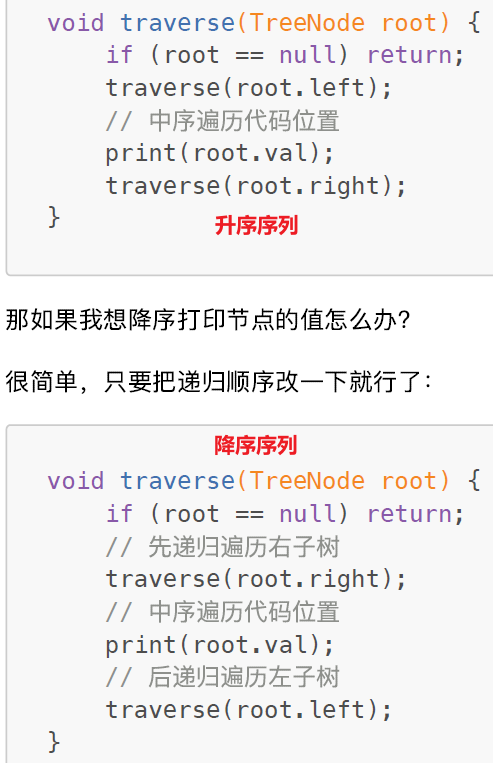 void traverse(TreeNode root) {
    if (root == null) return;
    traverse(root.left);
    // 中序遍历代码位置
    print(root.val);
    traverse(root.right);
}
升序序列
那如果我想降序打印节点的值怎么办？
很简单，只要把递归顺序改一下就行了：
降序序列
void traverse(TreeNode root) {
    if (root == null) return;
    // 先递归遍历右子树
    traverse(root.right);
    // 中序遍历代码位置
    print(root.val);
    // 后递归遍历左子树
    traverse(root.left);
}